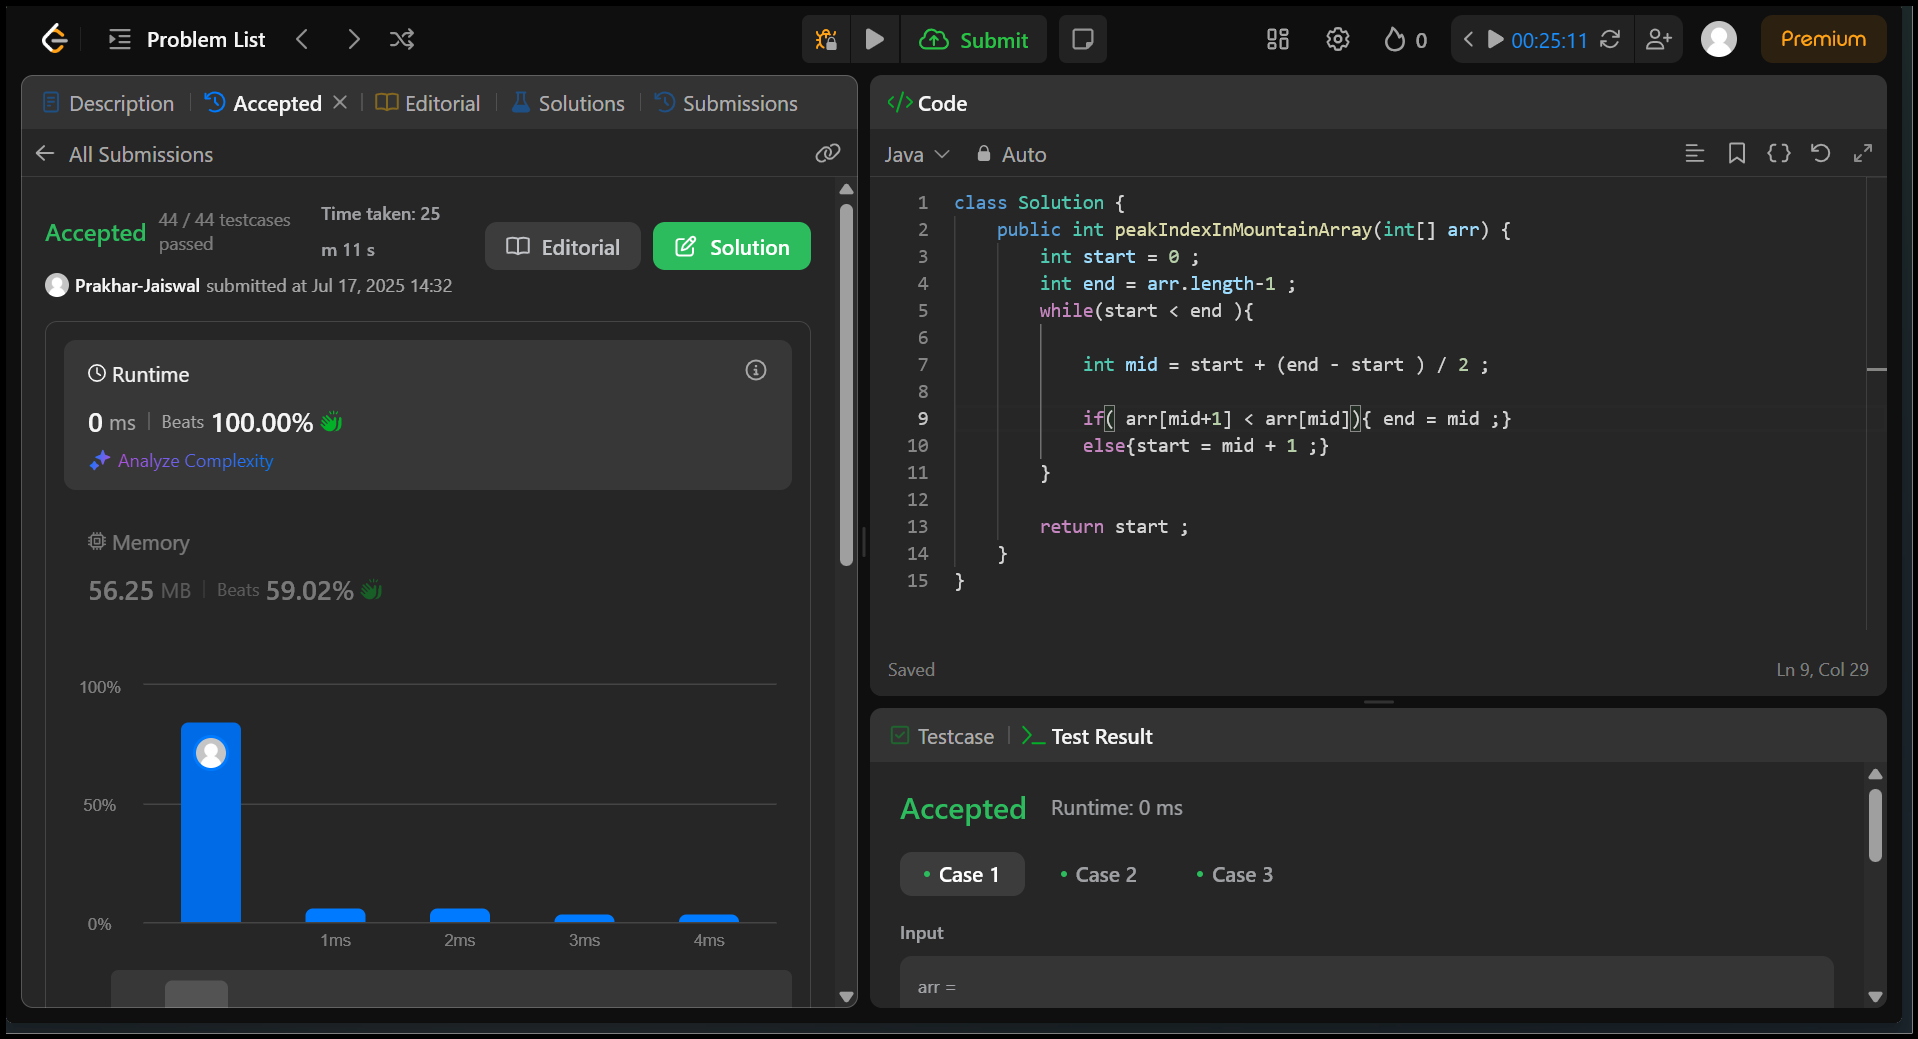 Problem List
Submit
0
00:25:11
Premium
Description
Accepted
Editorial
Solutions
Submissions
All Submissions
Accepted
44 / 44 testcases
passed
Time taken: 25
m 11 s
Editorial
Solution
Prakhar-Jaiswal submitted at Jul 17, 2025 14:32
Runtime
0 ms
Beats 100.00%
Analyze Complexity
Memory
56.25 MB
Beats 59.02%
100%
50%
0%
1ms
2ms
3ms
4ms
</> Code
Java
Auto
1 class Solution {
2 public int peakIndexInMountainArray(int[] arr) {
3 int start = 0 ;
4 int end = arr.length-1 ;
5 while(start < end ){
6
7 int mid = start + (end - start ) / 2 ;
8
9 if( arr[mid+1] < arr[mid]){ end = mid ;}
10 else{start = mid + 1 ;}
11 }
12
13 return start ;
14 }
15 }
Saved
Ln 9, Col 29
Testcase
Test Result
Accepted
Runtime: 0 ms
Case 1
Case 2
Case 3
Input
arr =